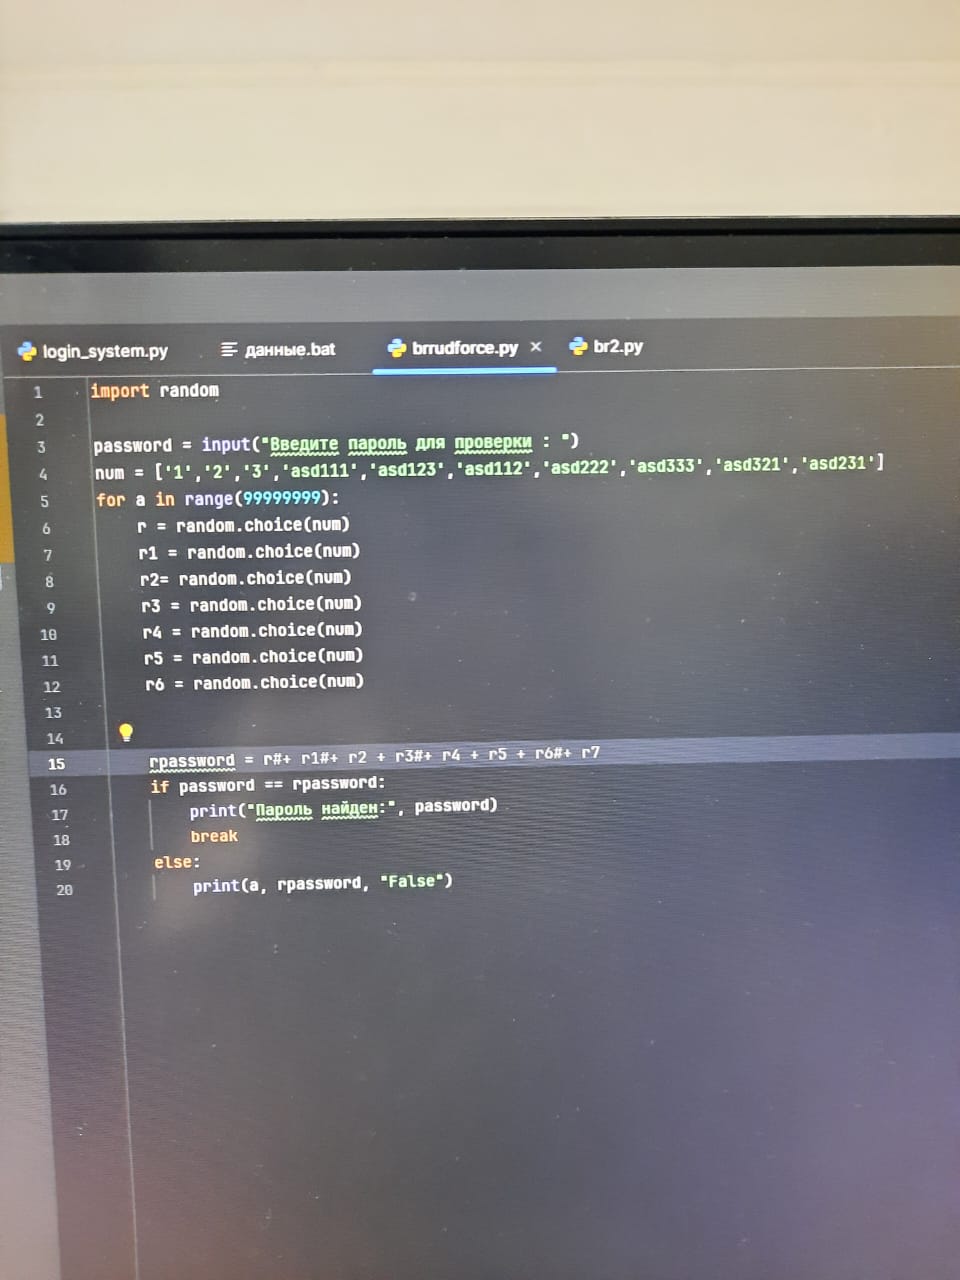 login_system.py данные.bat brrudforce.py × br2.py
1 import random
2
3 password = input("Введите пароль для проверки : ")
4 num = ['1','2','3','asd111','asd123','asd112','asd222','asd333','asd321','asd231']
5 for a in range(99999999):
6 r = random.choice(num)
7 r1 = random.choice(num)
8 r2= random.choice(num)
9 r3 = random.choice(num)
10 r4 = random.choice(num)
11 r5 = random.choice(num)
12 r6 = random.choice(num)
13
14
15 rpassword = r#+ r1#+ r2 + r3#+ r4 + r5 + r6#+ r7
16 if password == rpassword:
17 print("Пароль найден:", password)
18 break
19 else:
20 print(a, rpassword, "False")